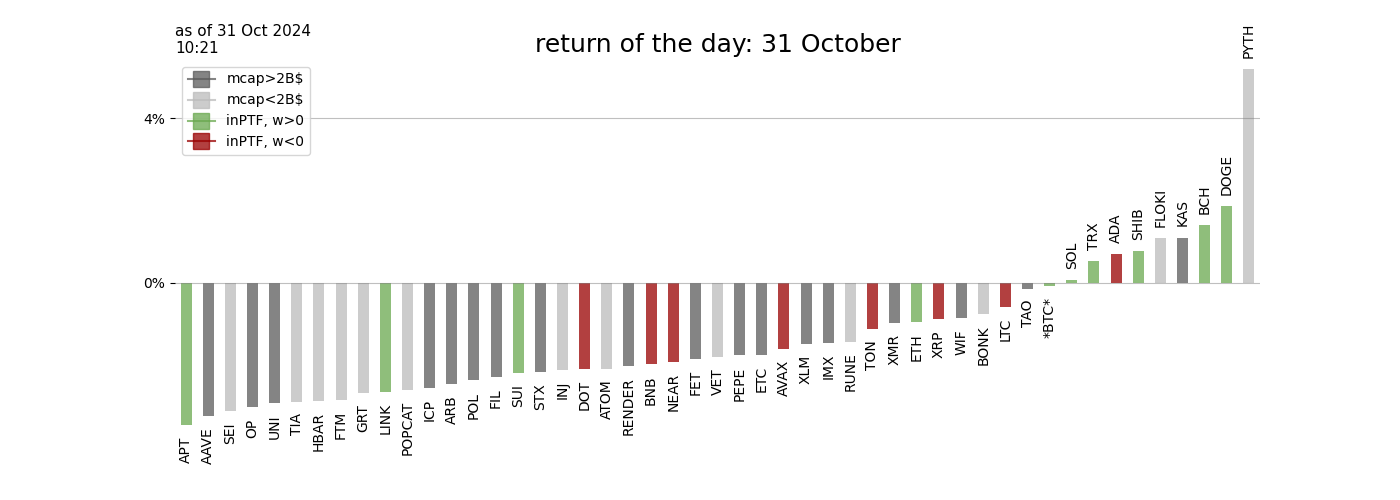 as of 31 Oct 2024
10:21
return of the day: 31 October
mcap>2B$
mcap<2B$
inPTF, w>0
inPTF, w<0
4%
0%
APT
AAVE
SEI
OP
UNI
TIA
HBAR
FTM
GRT
LINK
POPCAT
ICP
ARB
POL
FIL
SUI
STX
INJ
DOT
ATOM
RENDER
BNB
NEAR
FET
VET
PEPE
ETC
AVAX
XLM
IMX
RUNE
TON
XMR
ETH
XRP
WIF
BONK
LTC
TAO
*BTC*
SOL
TRX
ADA
SHIB
FLOKI
KAS
BCH
DOGE
PYTH